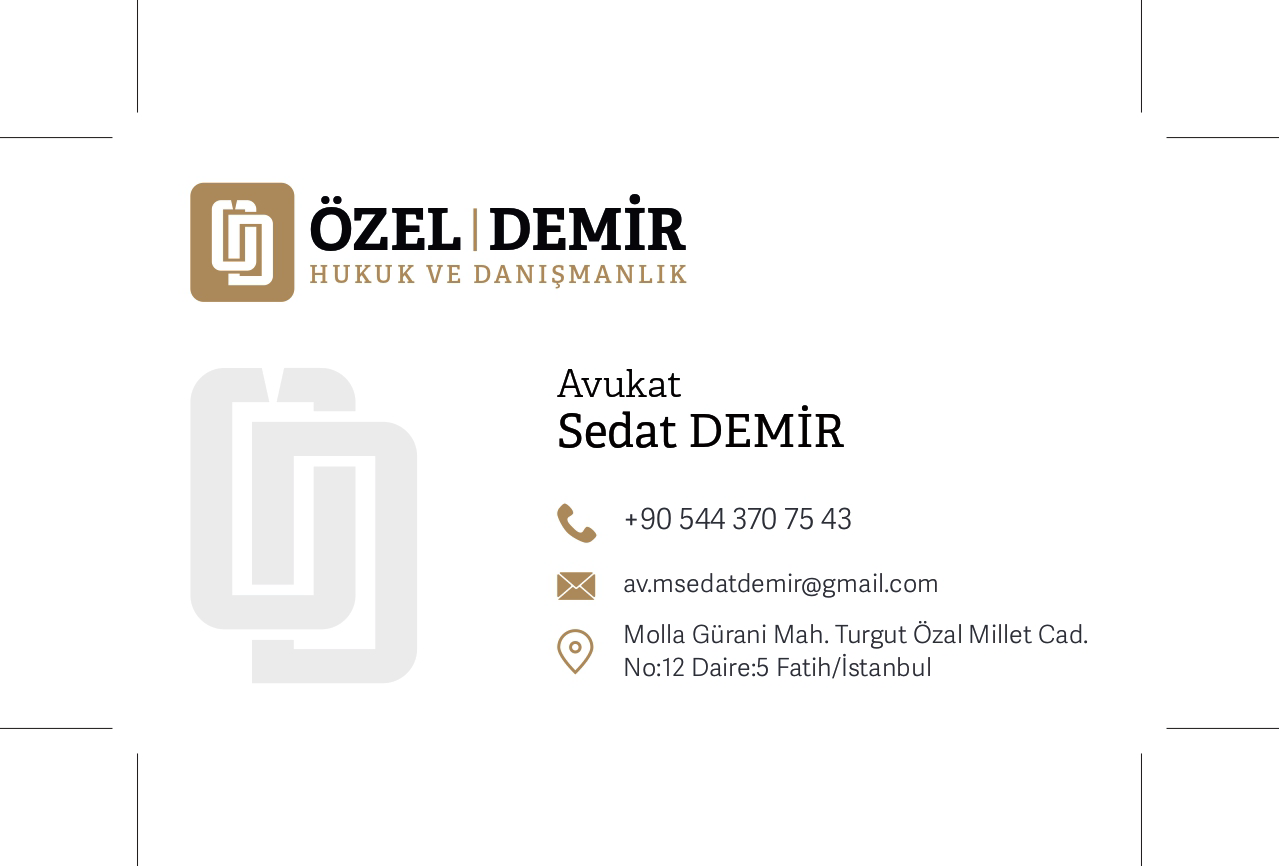 ÖZEL | DEMİR
HUKUK VE DANIŞMANLIK
Avukat
Sedat DEMİR
+90 544 370 75 43
av.msedatdemir@gmail.com
Molla Gürani Mah. Turgut Özal Millet Cad.
No:12 Daire:5 Fatih/İstanbul